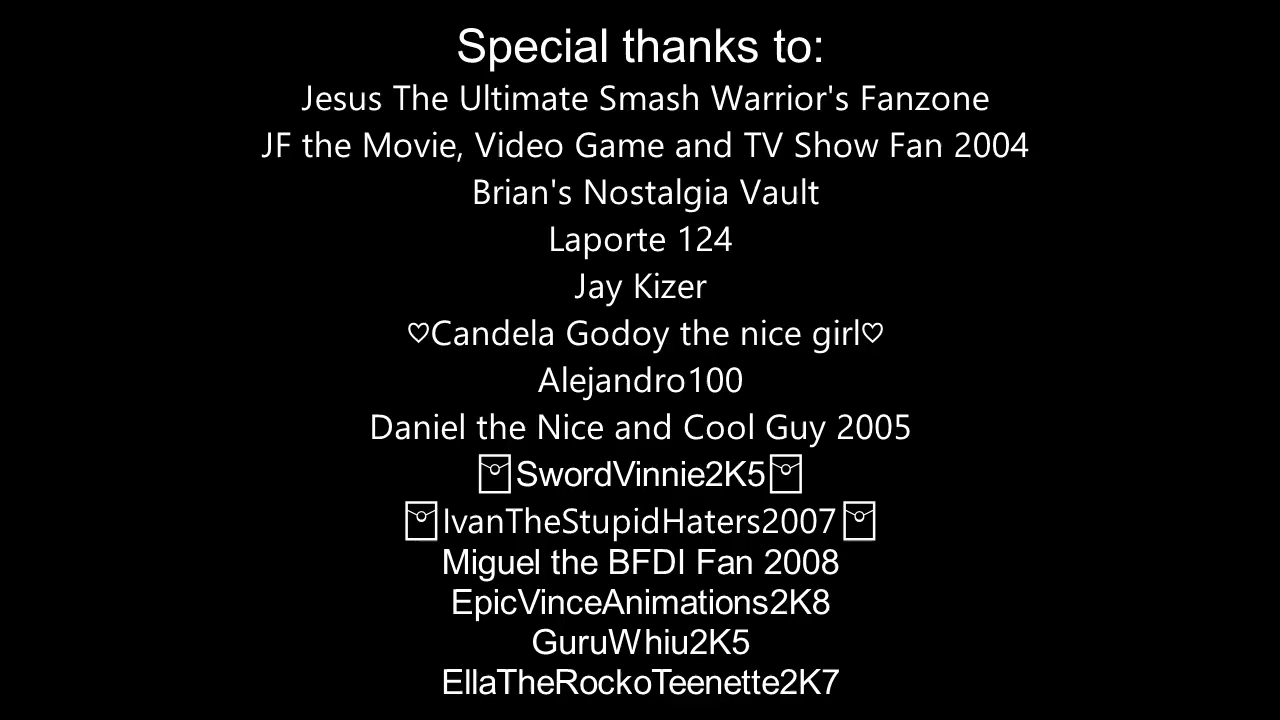 Special thanks to:
Jesus The Ultimate Smash Warrior's Fanzone
JF the Movie, Video Game and TV Show Fan 2004
Brian's Nostalgia Vault
Laporte 124
Jay Kizer
♡Candela Godoy the nice girl♡
Alejandro100
Daniel the Nice and Cool Guy 2005
SwordVinnie2K5
IvanTheStupidHaters2007
Miguel the BFDI Fan 2008
EpicVinceAnimations2K8
GuruWhiu2K5
EllaTheRockoTeenette2K7